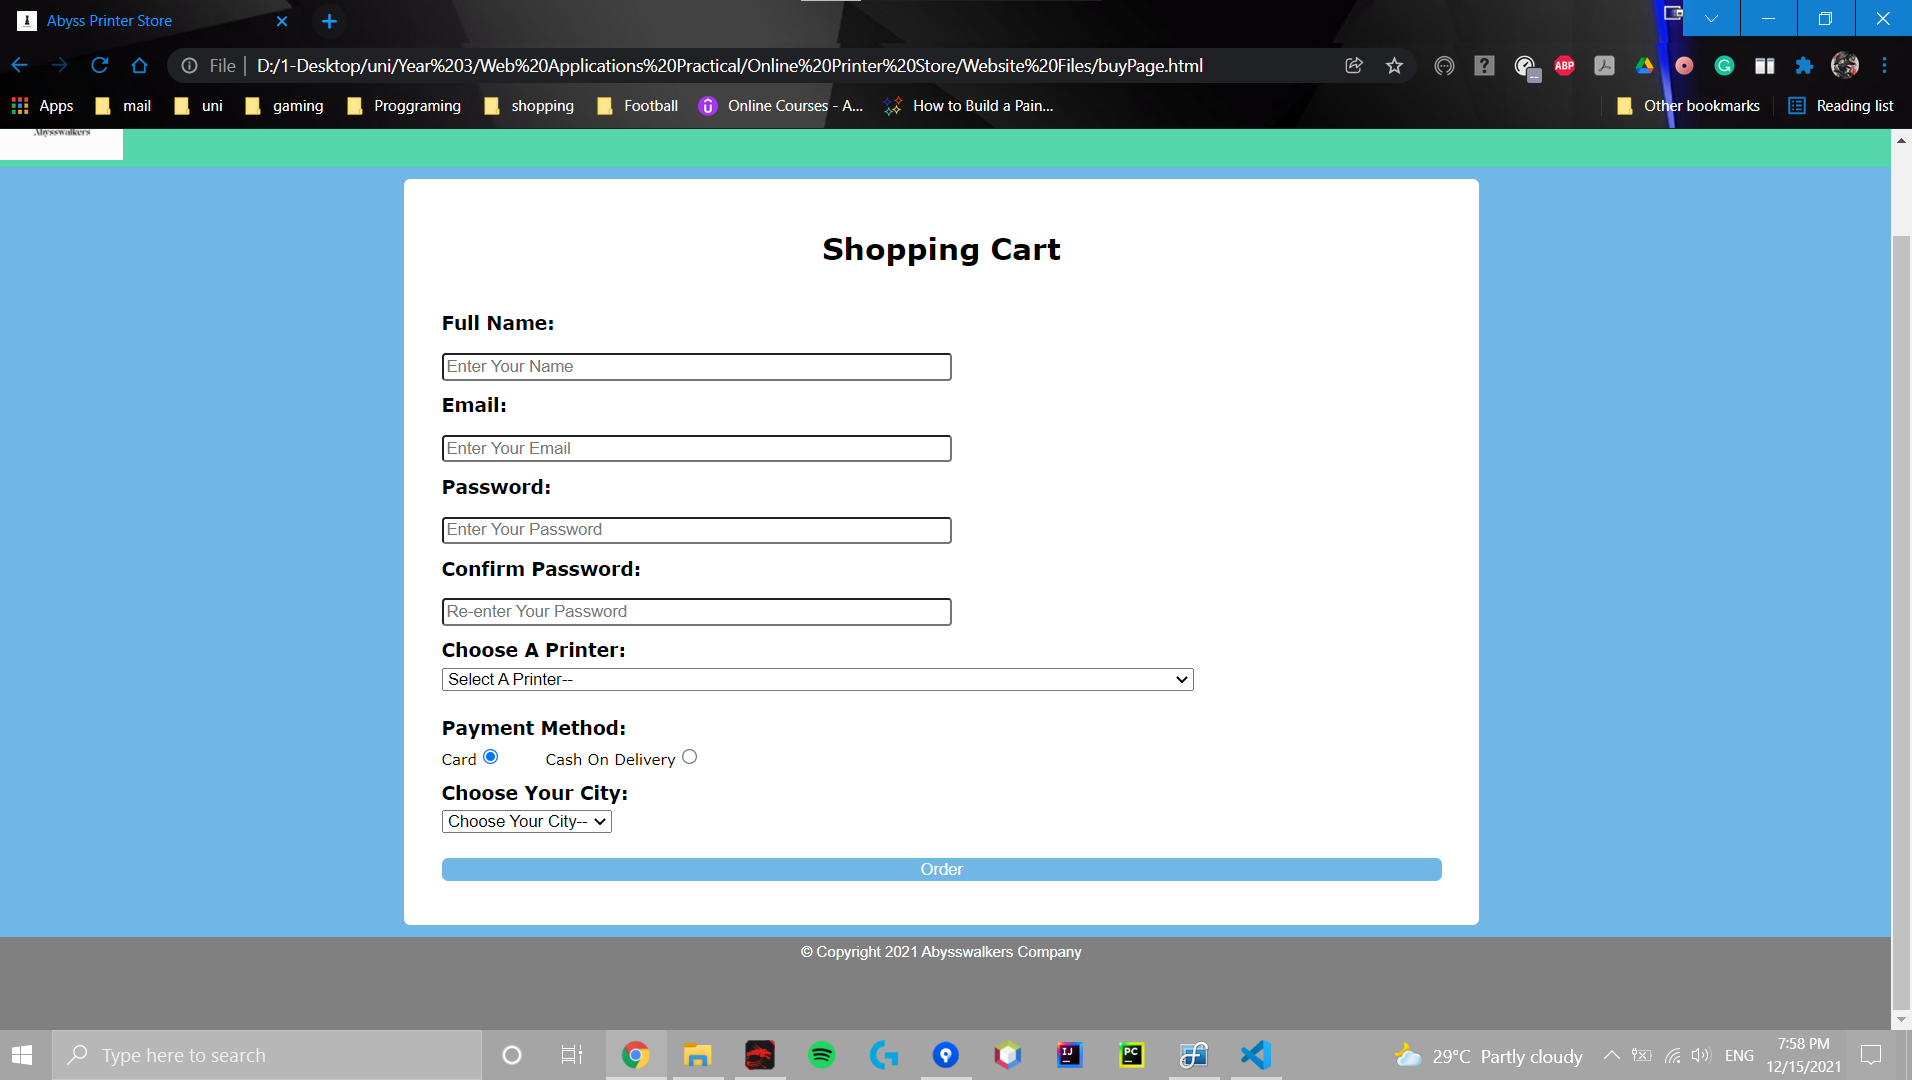 Abyss Printer Store
File D:/1-Desktop/uni/Year%203/Web%20Applications%20Practical/Online%20Printer%20Store/Website%20Files/buyPage.html
ABP
Apps mail uni gaming Proggraming shopping Football Online Courses - A... How to Build a Pain... Other bookmarks Reading list
Abysswalkers
Shopping Cart
Full Name:
Enter Your Name
Email:
Enter Your Email
Password:
Enter Your Password
Confirm Password:
Re-enter Your Password
Choose A Printer:
Select A Printer--
Payment Method:
Card Cash On Delivery
Choose Your City:
Choose Your City--
Order
© Copyright 2021 Abysswalkers Company
Type here to search
IJ
PC
29°C Partly cloudy
ENG
7:58 PM
12/15/2021